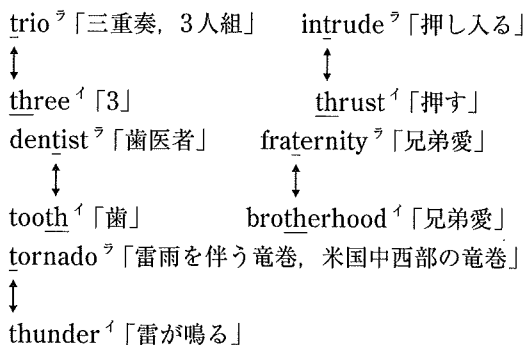 trio ラ「三重奏，3人組」 intrude ラ「押し入る」
↕ ↕
three イ「3」 thrust イ「押す」
dentist ラ「歯医者」 fraternity ラ「兄弟愛」
↕ ↕
tooth イ「歯」 brotherhood イ「兄弟愛」
tornado ラ「雷雨を伴う竜巻，米国中西部の竜巻」
↕
thunder イ「雷が鳴る」